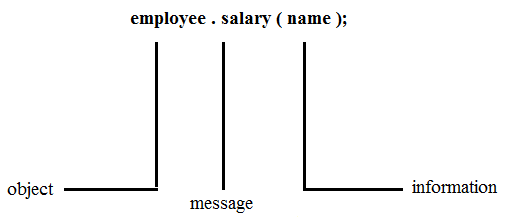 employee . salary ( name );
object
message
information